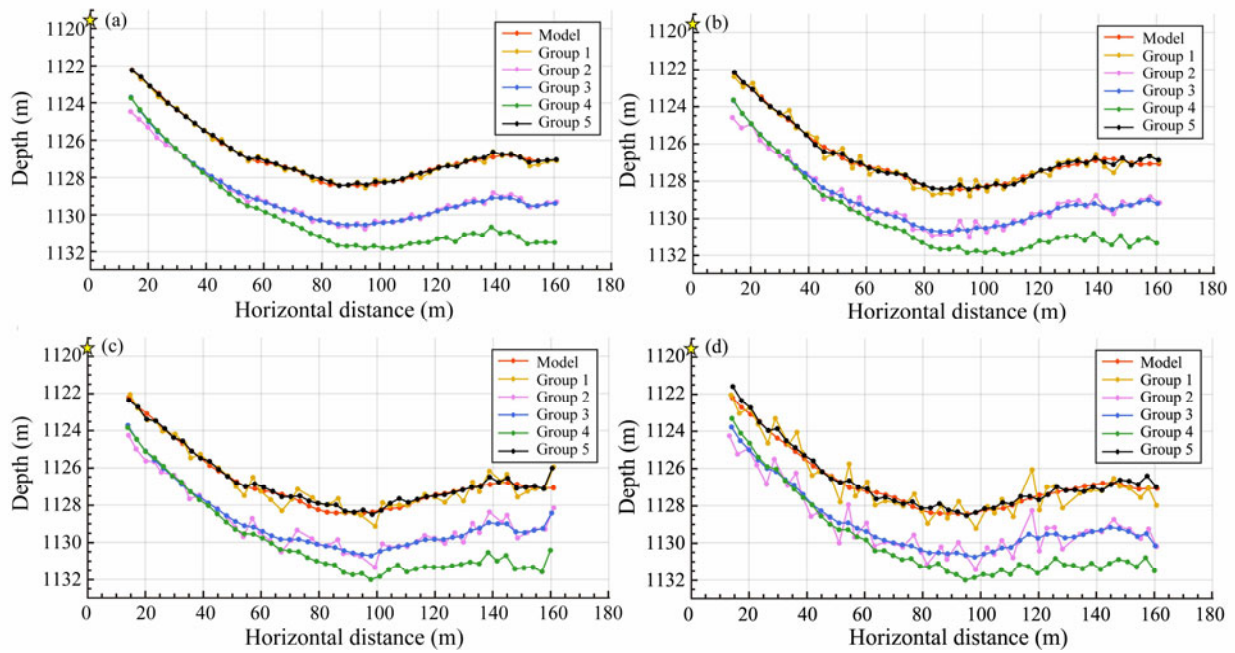 (a)
Depth (m)
1120
1122
1124
1126
1128
1130
1132
0 20 40 60 80 100 120 140 160 180
Horizontal distance (m)
Model
Group 1
Group 2
Group 3
Group 4
Group 5
(b)
Depth (m)
1120
1122
1124
1126
1128
1130
1132
0 20 40 60 80 100 120 140 160 180
Horizontal distance (m)
Model
Group 1
Group 2
Group 3
Group 4
Group 5
(c)
Depth (m)
1120
1122
1124
1126
1128
1130
1132
0 20 40 60 80 100 120 140 160 180
Horizontal distance (m)
Model
Group 1
Group 2
Group 3
Group 4
Group 5
(d)
Depth (m)
1120
1122
1124
1126
1128
1130
1132
0 20 40 60 80 100 120 140 160 180
Horizontal distance (m)
Model
Group 1
Group 2
Group 3
Group 4
Group 5